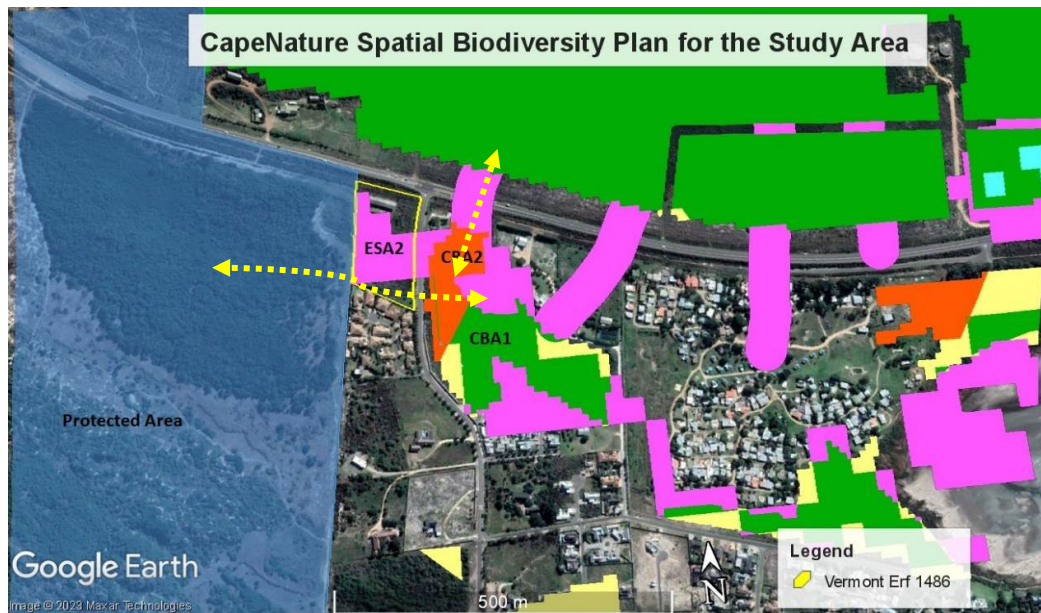 CapeNature Spatial Biodiversity Plan for the Study Area
ESA2
CBA2
CBA1
Protected Area
Google Earth
Image © 2023 Maxar Technologies
500 m
N
Legend
Vermont Erf 1486